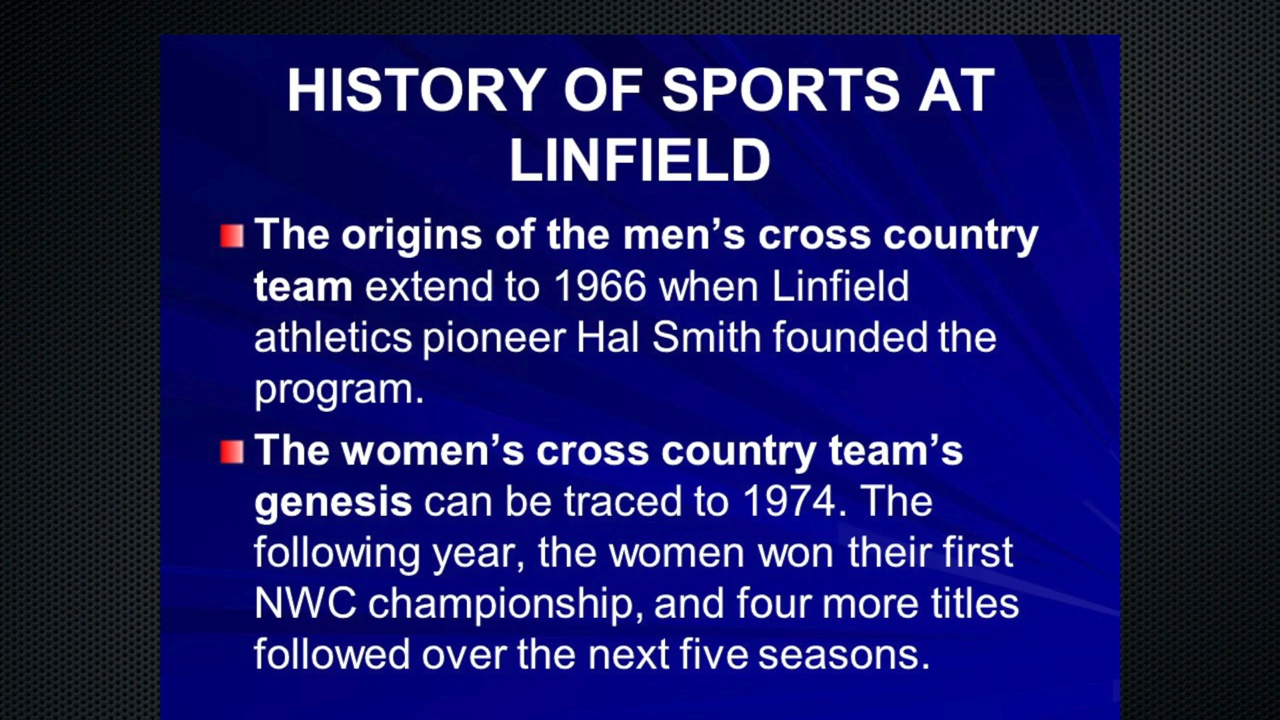 HISTORY OF SPORTS AT
LINFIELD
The origins of the men’s cross country
team extend to 1966 when Linfield
athletics pioneer Hal Smith founded the
program.
The women’s cross country team’s
genesis can be traced to 1974. The
following year, the women won their first
NWC championship, and four more titles
followed over the next five seasons.